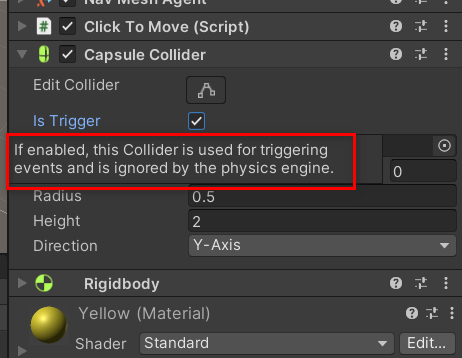 Nav Mesh Agent
Click To Move (Script)
Capsule Collider
Edit Collider
Is Trigger
If enabled, this Collider is used for triggering
events and is ignored by the physics engine.
0
Radius 0.5
Height 2
Direction Y-Axis
Rigidbody
Yellow (Material)
Shader Standard Edit...